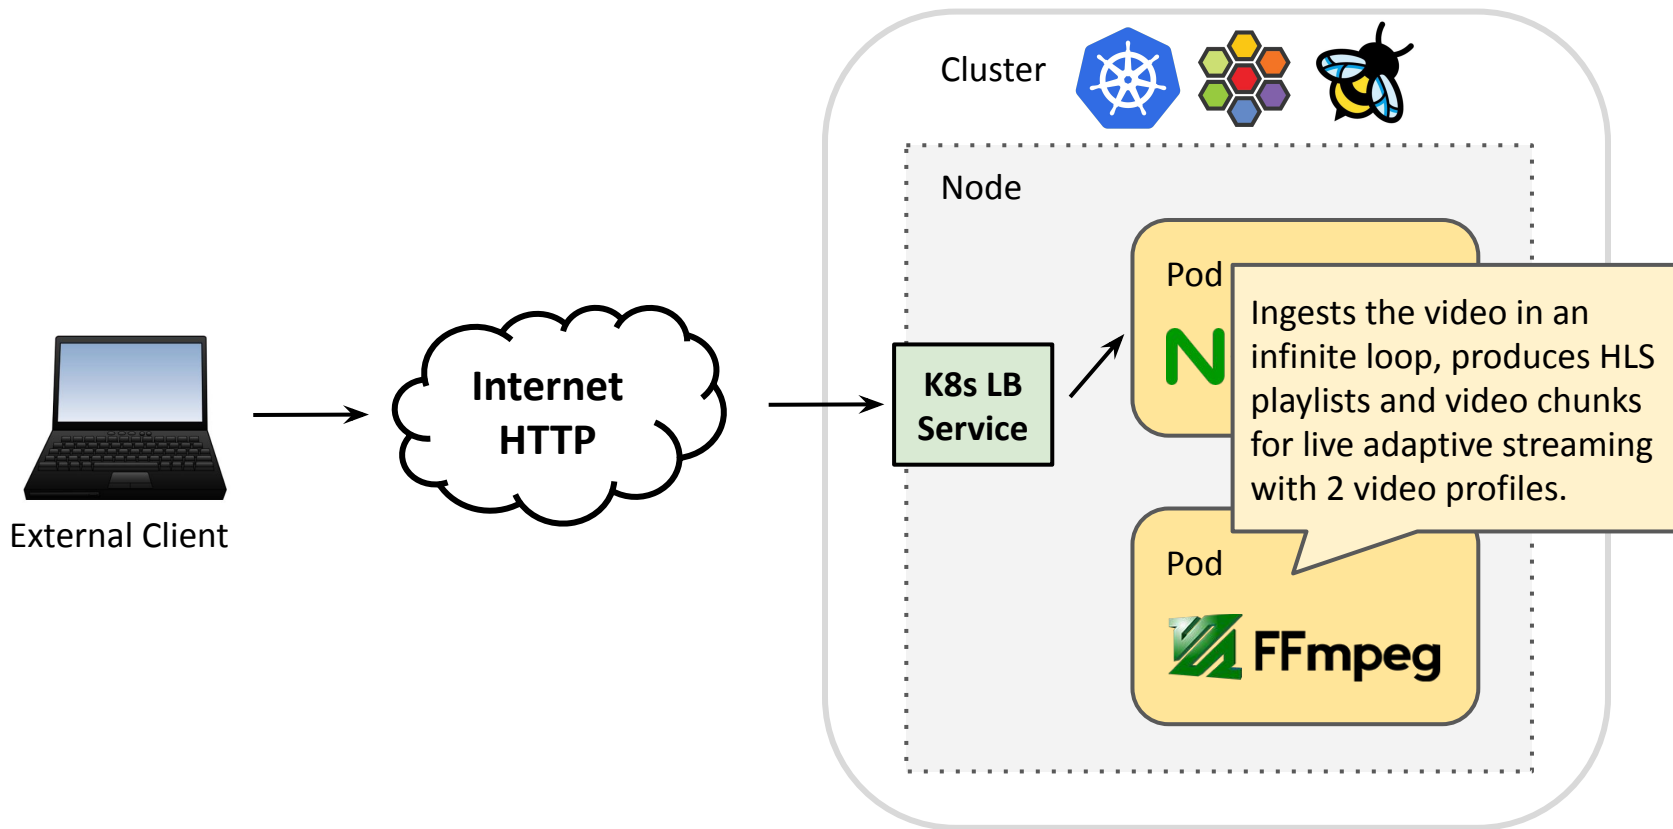 Cluster
Node
Pod
N
Ingests the video in an
infinite loop, produces HLS
playlists and video chunks
for live adaptive streaming
with 2 video profiles.
Internet
HTTP
K8s LB
Service
External Client
Pod
FFmpeg